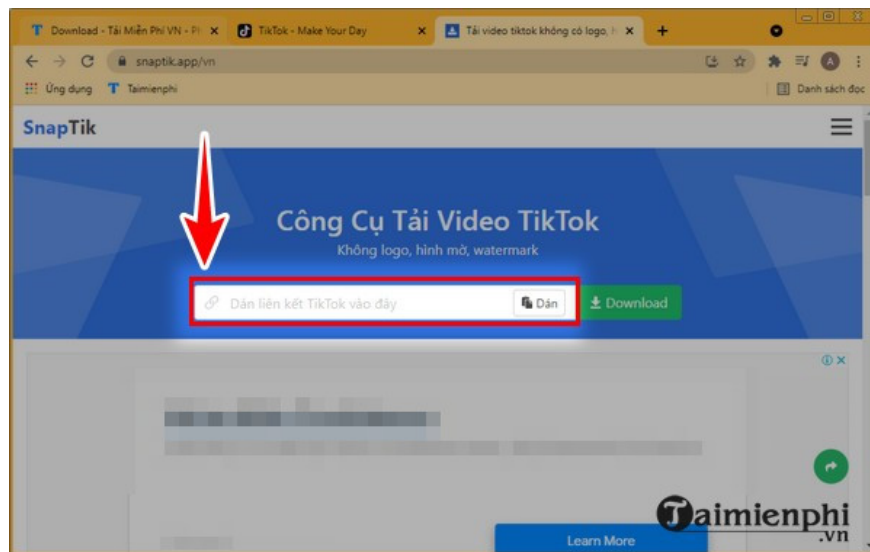 Download - Tải Miễn Phí VN - Ph
TikTok - Make Your Day
Tải video tiktok không có logo, h
snaptik.app/vn
A
Ứng dụng
Taimienphi
Danh sách đọc
SnapTik
Công Cụ Tải Video TikTok
Không logo, hình mờ, watermark
Dán liên kết TikTok vào đây
Dán
Download
Learn More
Taimienphi
.vn